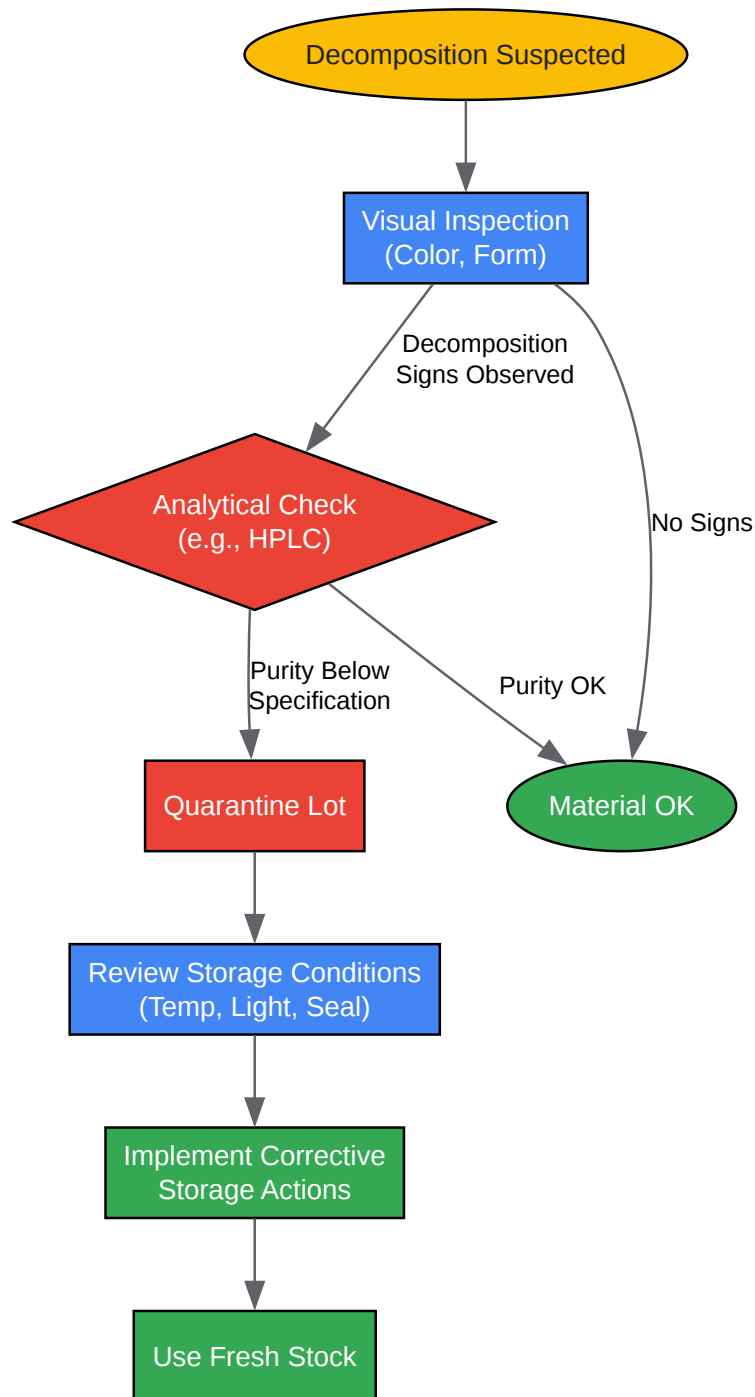 Decomposition Suspected
Visual Inspection
(Color, Form)
Decomposition
Signs Observed
Analytical Check
(e.g., HPLC)
No Signs
Purity Below
Specification
Purity OK
Quarantine Lot
Material OK
Review Storage Conditions
(Temp, Light, Seal)
Implement Corrective
Storage Actions
Use Fresh Stock